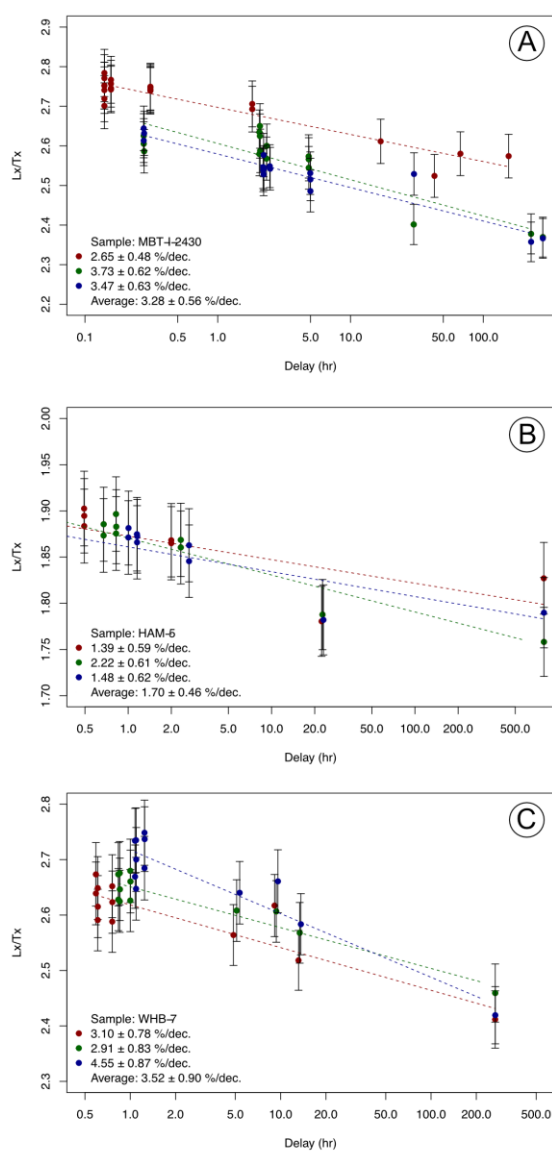 A
2.9
2.8
2.7
2.6
2.5
2.4
2.3
2.2
Lx/Tx
Sample: MBT-I-2430
2.65 ± 0.48 %/dec.
3.73 ± 0.62 %/dec.
3.47 ± 0.63 %/dec.
Average: 3.28 ± 0.56 %/dec.
0.1 0.5 1.0 5.0 10.0 50.0 100.0
Delay (hr)
B
2.00
1.95
1.90
1.85
1.80
1.75
1.70
Lx/Tx
Sample: HAM-5
1.39 ± 0.59 %/dec.
2.22 ± 0.61 %/dec.
1.48 ± 0.62 %/dec.
Average: 1.70 ± 0.46 %/dec.
0.5 1.0 2.0 5.0 10.0 20.0 50.0 100.0 200.0 500.0
Delay (hr)
C
2.8
2.7
2.6
2.5
2.4
2.3
Lx/Tx
Sample: WHB-7
3.10 ± 0.78 %/dec.
2.91 ± 0.83 %/dec.
4.55 ± 0.87 %/dec.
Average: 3.52 ± 0.90 %/dec.
0.5 1.0 2.0 5.0 10.0 20.0 50.0 100.0 200.0 500.0
Delay (hr)